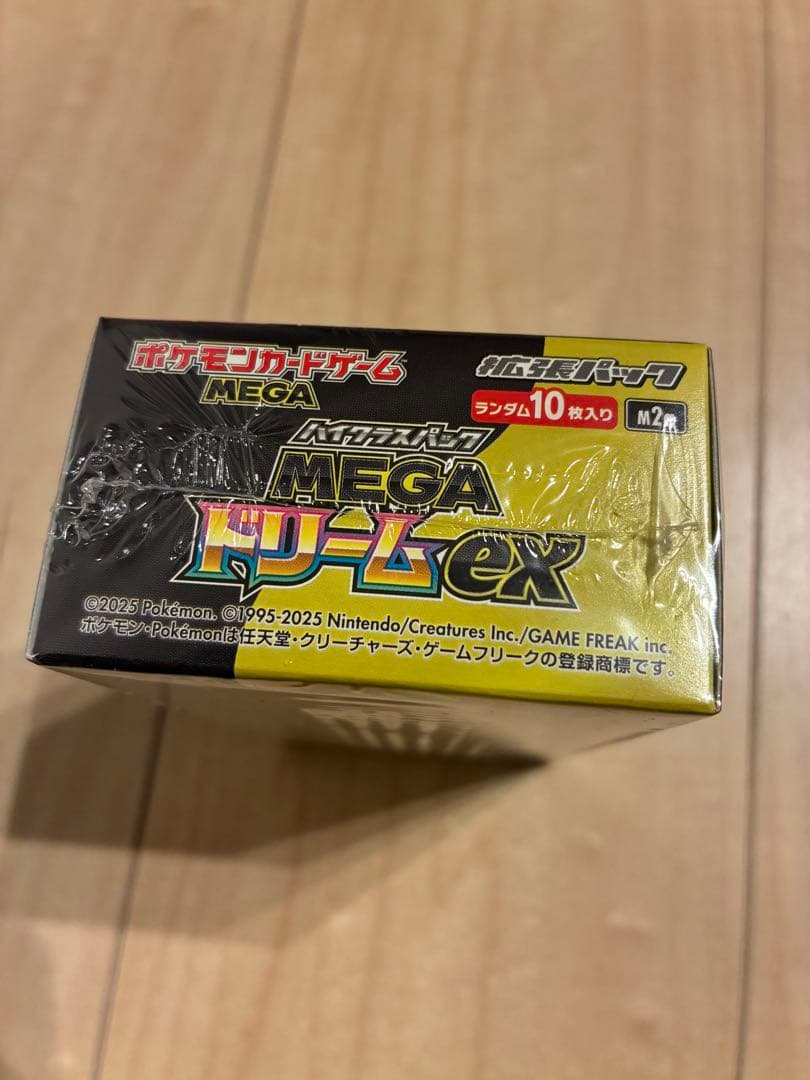 ポケモンカードゲーム
MEGA
拡張パック
ランダム10枚入り
ハイクラスパック
MEGA
ドリームex
©2025 Pokémon. ©1995-2025 Nintendo/Creatures Inc./GAME FREAK inc.
ポケモン・Pokémonは任天堂・クリーチャーズ・ゲームフリークの登録商標です。